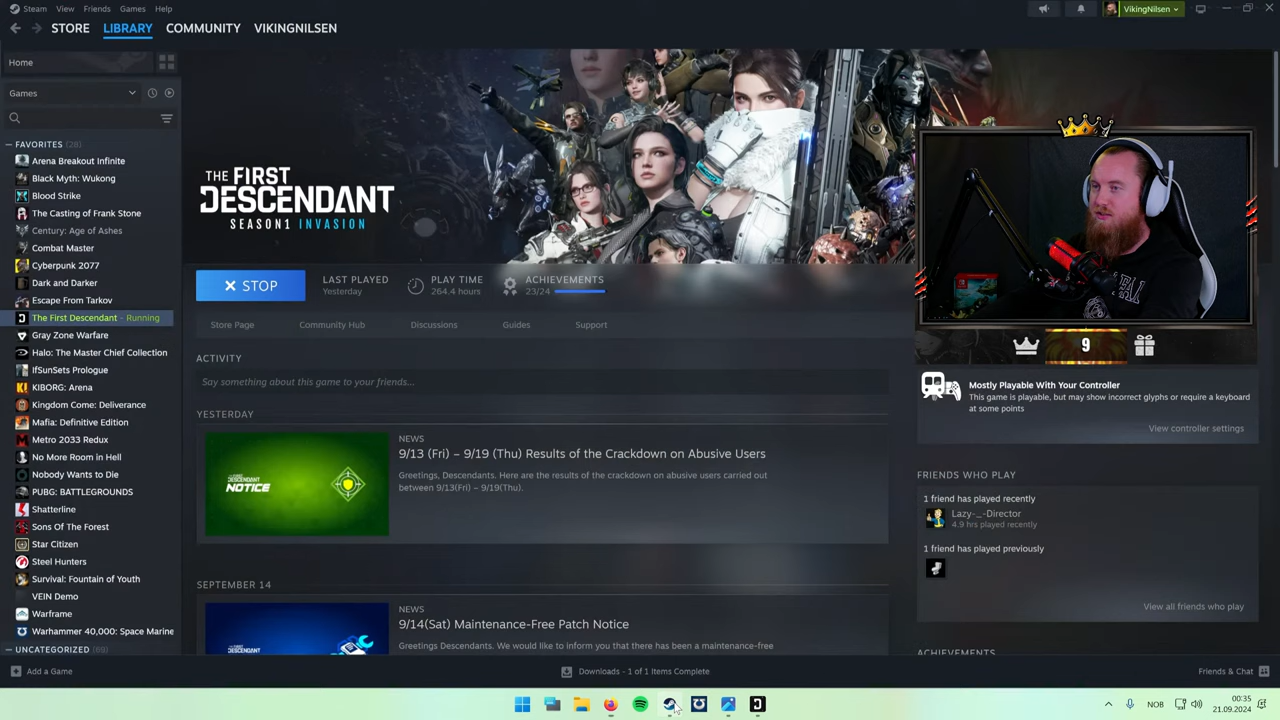 Steam View Friends Games Help
VikingNilsen
STORE LIBRARY COMMUNITY VIKINGNILSEN
Home
Games
FAVORITES (28)
Arena Breakout Infinite
Black Myth: Wukong
Blood Strike
The Casting of Frank Stone
Century: Age of Ashes
Combat Master
Cyberpunk 2077
Dark and Darker
Escape From Tarkov
The First Descendant - Running
Gray Zone Warfare
Halo: The Master Chief Collection
IfSunSets Prologue
KIBORG: Arena
Kingdom Come: Deliverance
Mafia: Definitive Edition
Metro 2033 Redux
No More Room in Hell
Nobody Wants to Die
PUBG: BATTLEGROUNDS
Shatterline
Sons Of The Forest
Star Citizen
Steel Hunters
Survival: Fountain of Youth
VEIN Demo
Warframe
Warhammer 40,000: Space Marine
UNCATEGORIZED (69)
THE FIRST
DESCENDANT
SEASON1 INVASION
STOP
LAST PLAYED
Yesterday
PLAY TIME
264.4 hours
ACHIEVEMENTS
23/24
Store Page Community Hub Discussions Guides Support
ACTIVITY
Say something about this game to your friends...
YESTERDAY
NOTICE
NEWS
9/13 (Fri) – 9/19 (Thu) Results of the Crackdown on Abusive Users
Greetings, Descendants. Here are the results of the crackdown on abusive users carried out
between 9/13(Fri) – 9/19(Thu).
SEPTEMBER 14
NEWS
9/14(Sat) Maintenance-Free Patch Notice
Greetings Descendants. We would like to inform you that there has been a maintenance-free
9
Mostly Playable With Your Controller
This game is playable, but may show incorrect glyphs or require a keyboard
at some points
View controller settings
FRIENDS WHO PLAY
1 friend has played recently
Lazy-_-Director
4.9 hrs played recently
1 friend has played previously
View all friends who play
ACHIEVEMENTS
Add a Game
Downloads - 1 of 1 Items Complete
Friends & Chat
NOB
00:35
21.09.2024